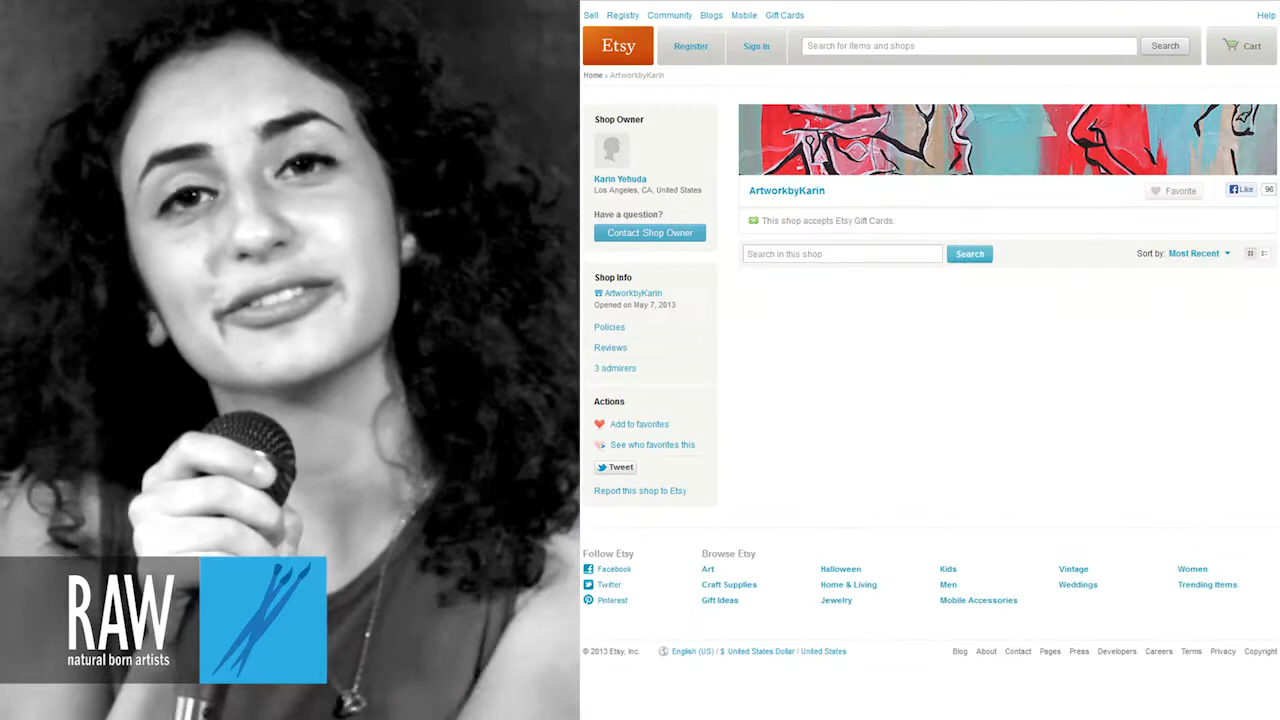 Sell Registry Community Blogs Mobile Gift Cards Help
Etsy Register Sign In Search for items and shops Search Cart
Home › ArtworkbyKarin
Shop Owner
Karin Yehuda
Los Angeles, CA, United States
Have a question?
Contact Shop Owner
Shop Info
ArtworkbyKarin
Opened on May 7, 2013
Policies
Reviews
3 admirers
Actions
Add to favorites
See who favorites this
Tweet
Report this shop to Etsy
ArtworkbyKarin Favorite Like 96
This shop accepts Etsy Gift Cards.
Search in this shop Search Sort by: Most Recent
RAW
natural born artists
Follow Etsy
Facebook
Twitter
Pinterest
Browse Etsy
Art Halloween Kids Vintage Women
Craft Supplies Home & Living Men Weddings Trending Items
Gift Ideas Jewelry Mobile Accessories
© 2013 Etsy, Inc. English (US) / $ United States Dollar / United States Blog About Contact Pages Press Developers Careers Terms Privacy Copyright